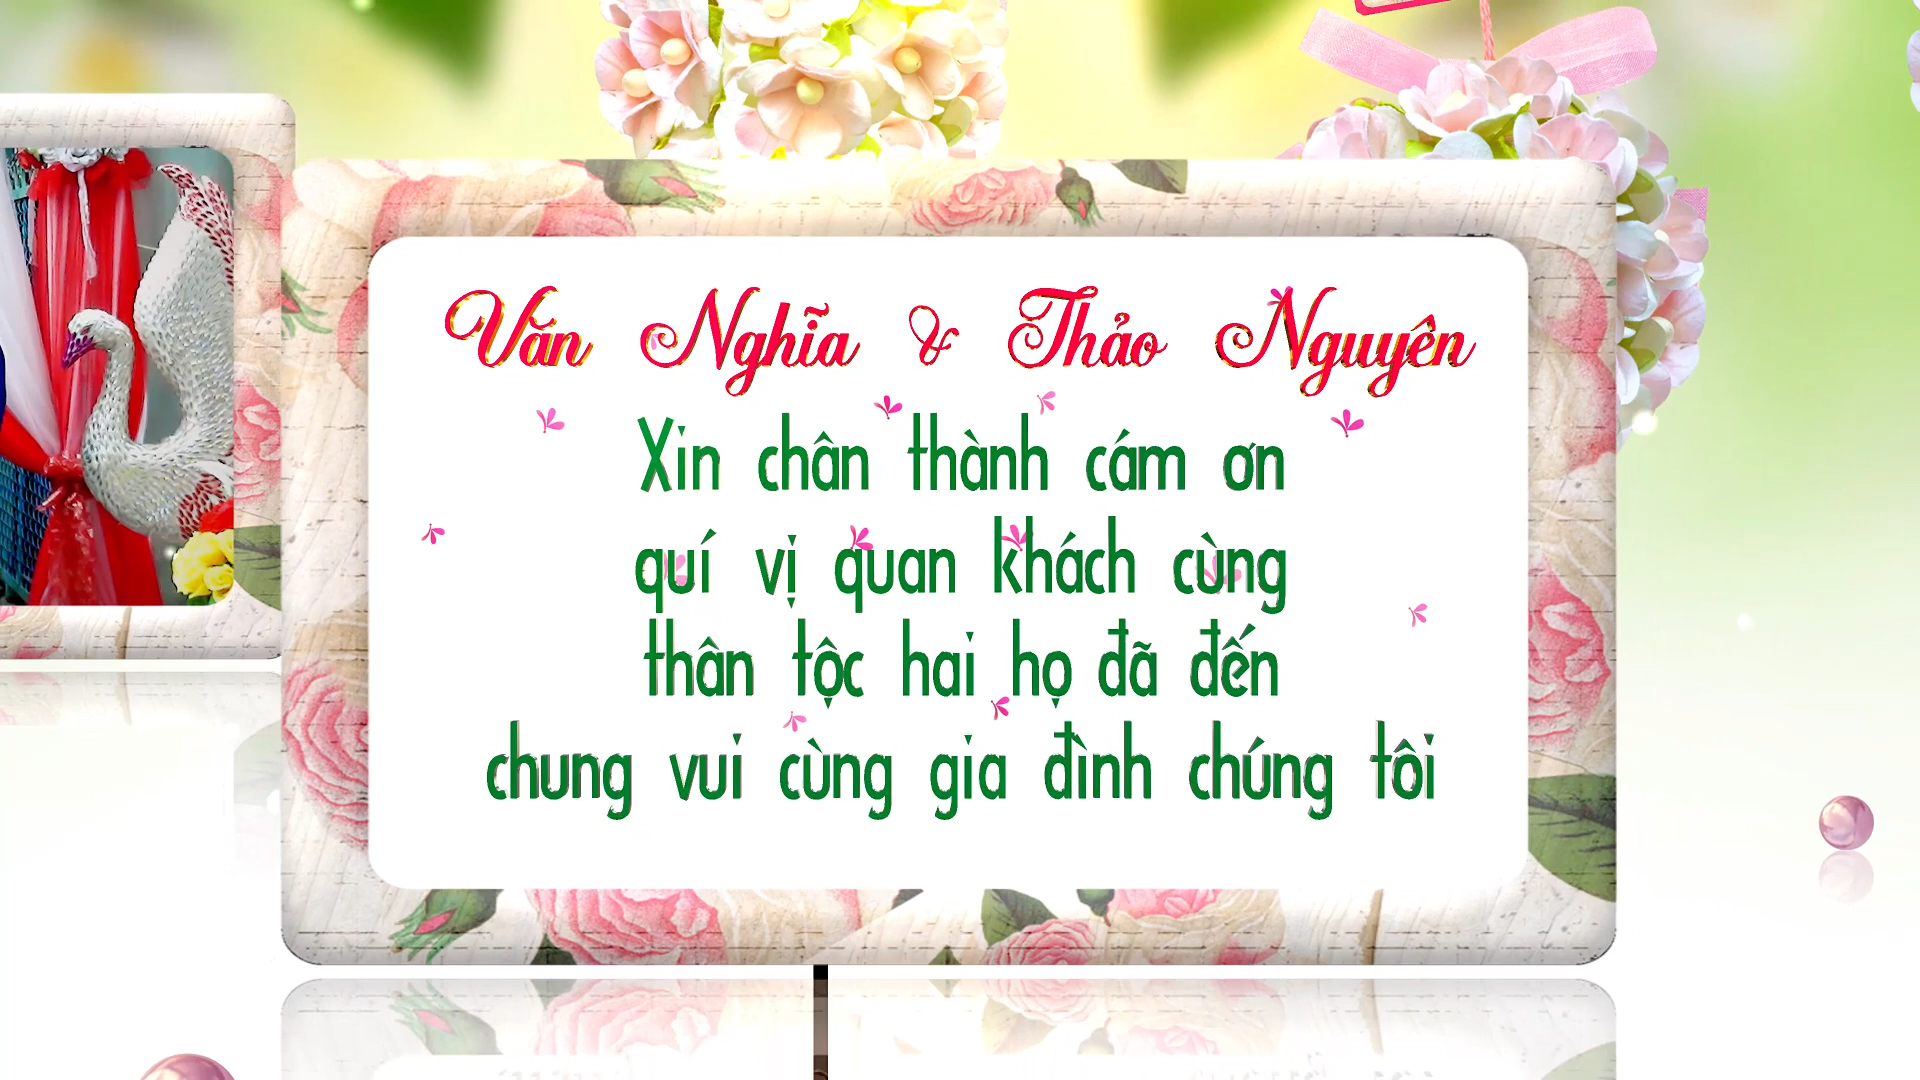 Văn Nghĩa & Thảo Nguyên
Xin chân thành cám ơn
quí vị quan khách cùng
thân tộc hai họ đã đến
chung vui cùng gia đình chúng tôi